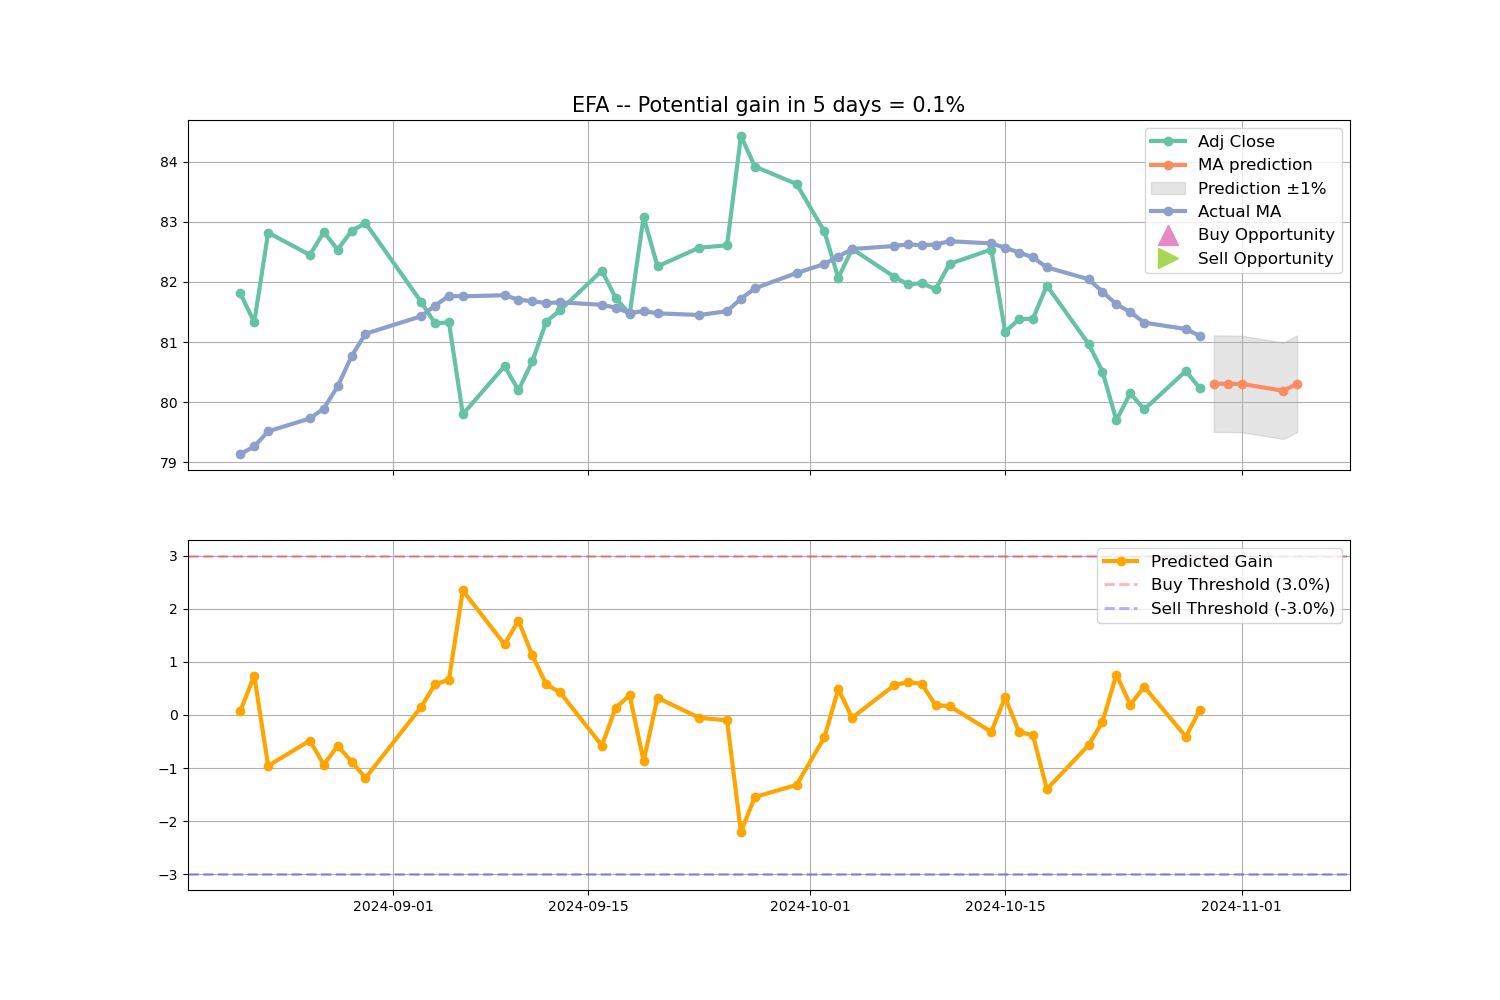 EFA -- Potential gain in 5 days = 0.1%
84
83
82
81
80
79
Adj Close
MA prediction
Prediction ±1%
Actual MA
Buy Opportunity
Sell Opportunity
3
2
1
0
−1
−2
−3
Predicted Gain
Buy Threshold (3.0%)
Sell Threshold (-3.0%)
2024-09-01
2024-09-15
2024-10-01
2024-10-15
2024-11-01